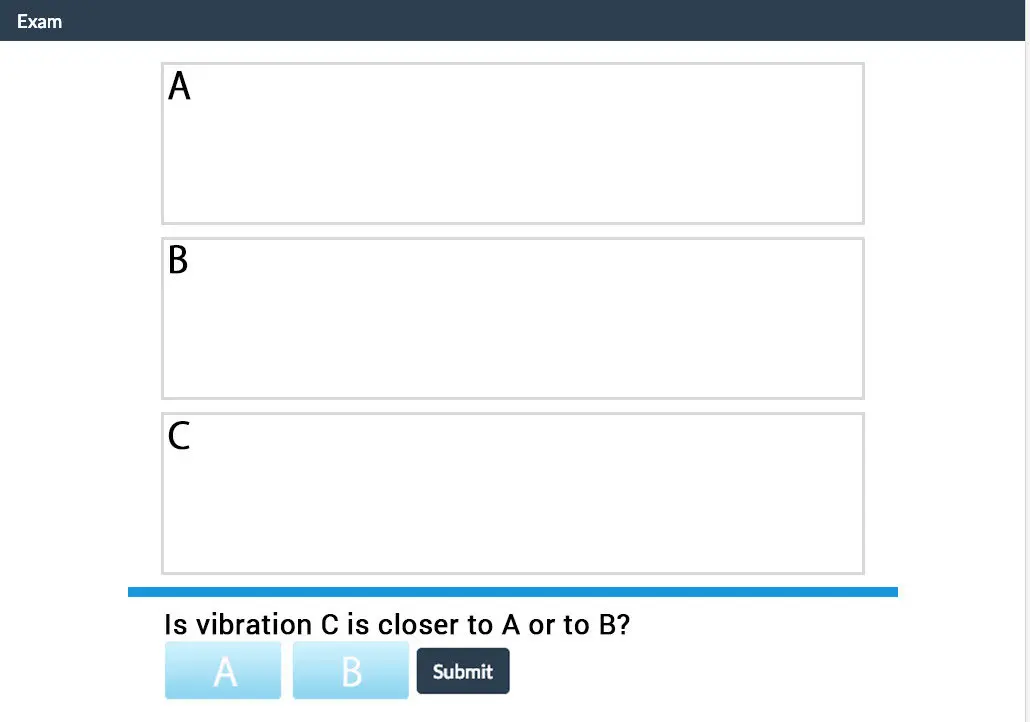 Exam
A
B
C
Is vibration C is closer to A or to B?
A B Submit